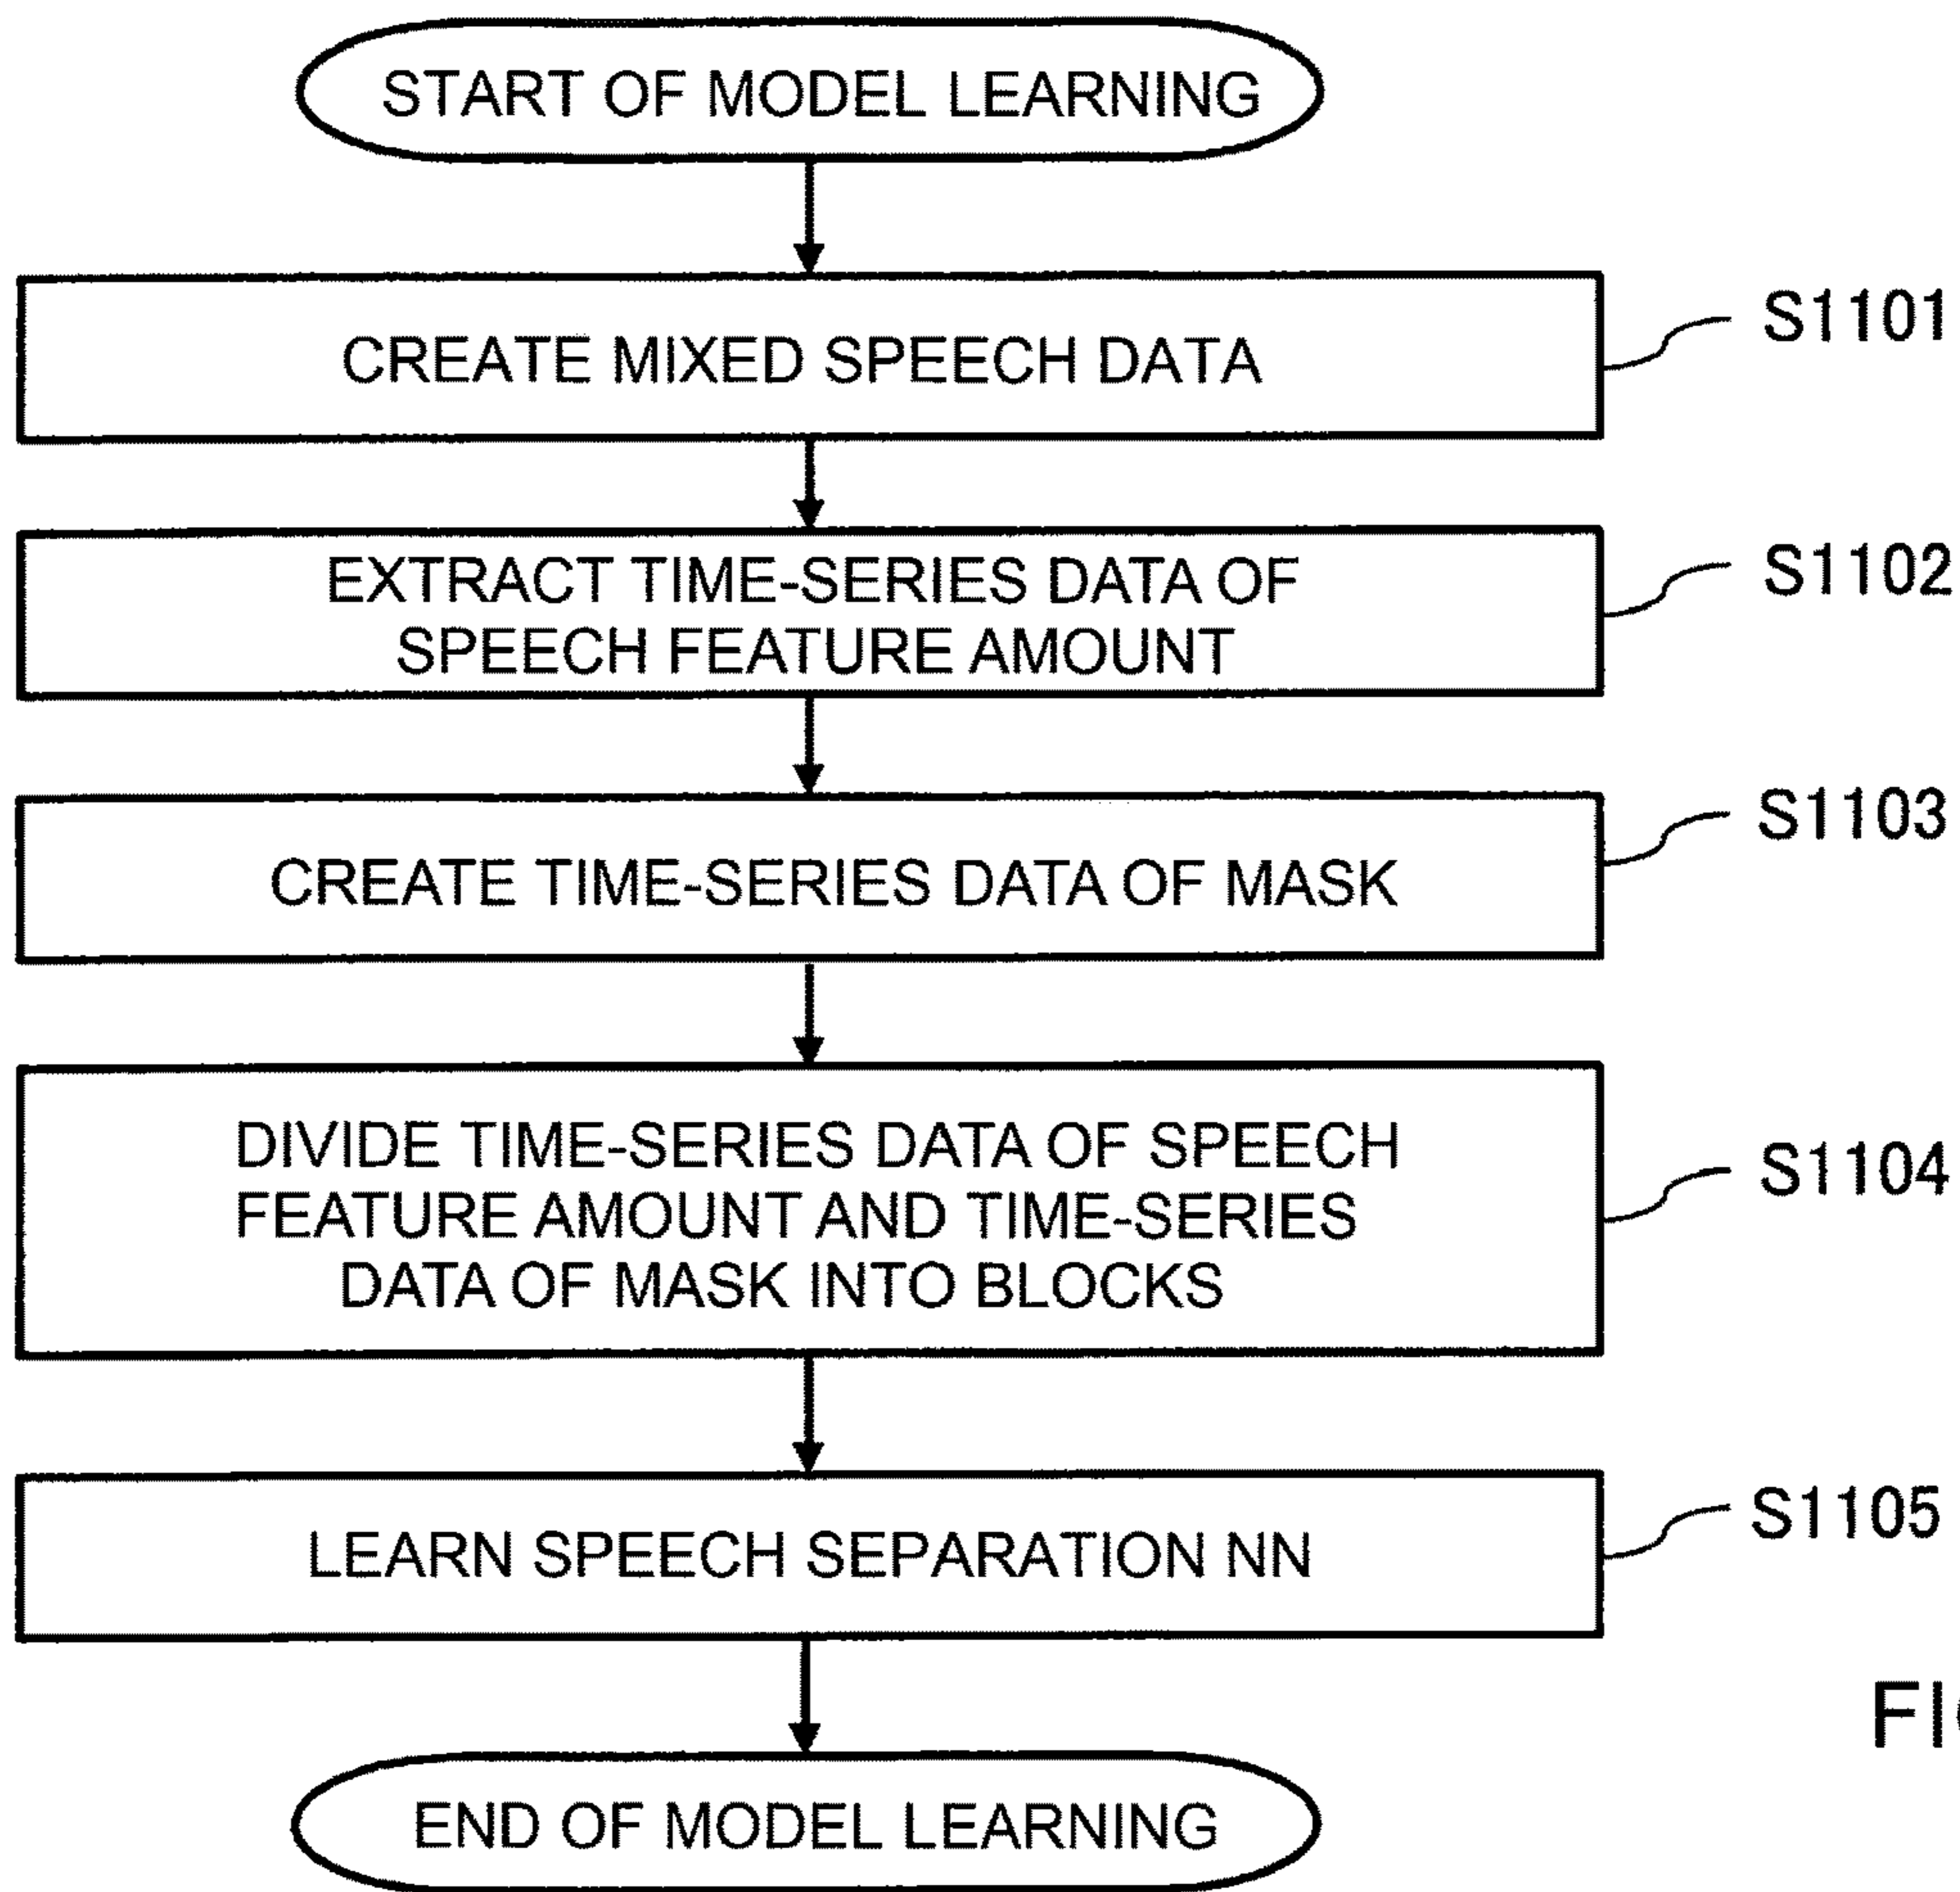 START OF MODEL LEARNING
CREATE MIXED SPEECH DATA
S1101
EXTRACT TIME-SERIES DATA OF
SPEECH FEATURE AMOUNT
S1102
CREATE TIME-SERIES DATA OF MASK
S1103
DIVIDE TIME-SERIES DATA OF SPEECH
FEATURE AMOUNT AND TIME-SERIES
DATA OF MASK INTO BLOCKS
S1104
LEARN SPEECH SEPARATION NN
S1105
END OF MODEL LEARNING